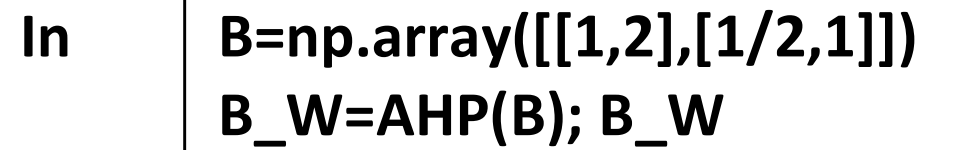 In B=np.array([[1,2],[1/2,1]])
B_W=AHP(B); B_W